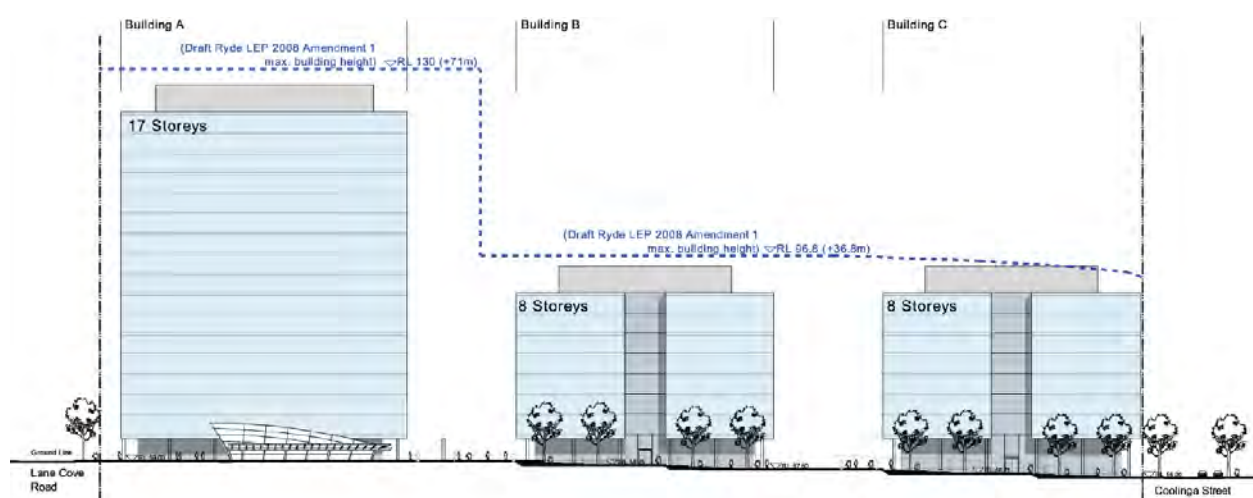 Building A
Building B
Building C
(Draft Ryde LEP 2008 Amendment 1
max. building height) RL 130 (+71m)
17 Storeys
(Draft Ryde LEP 2008 Amendment 1
max. building height) RL 96.8 (+36.8m)
8 Storeys
8 Storeys
Ground Line
Lane Cove
Road
Coolinga Street